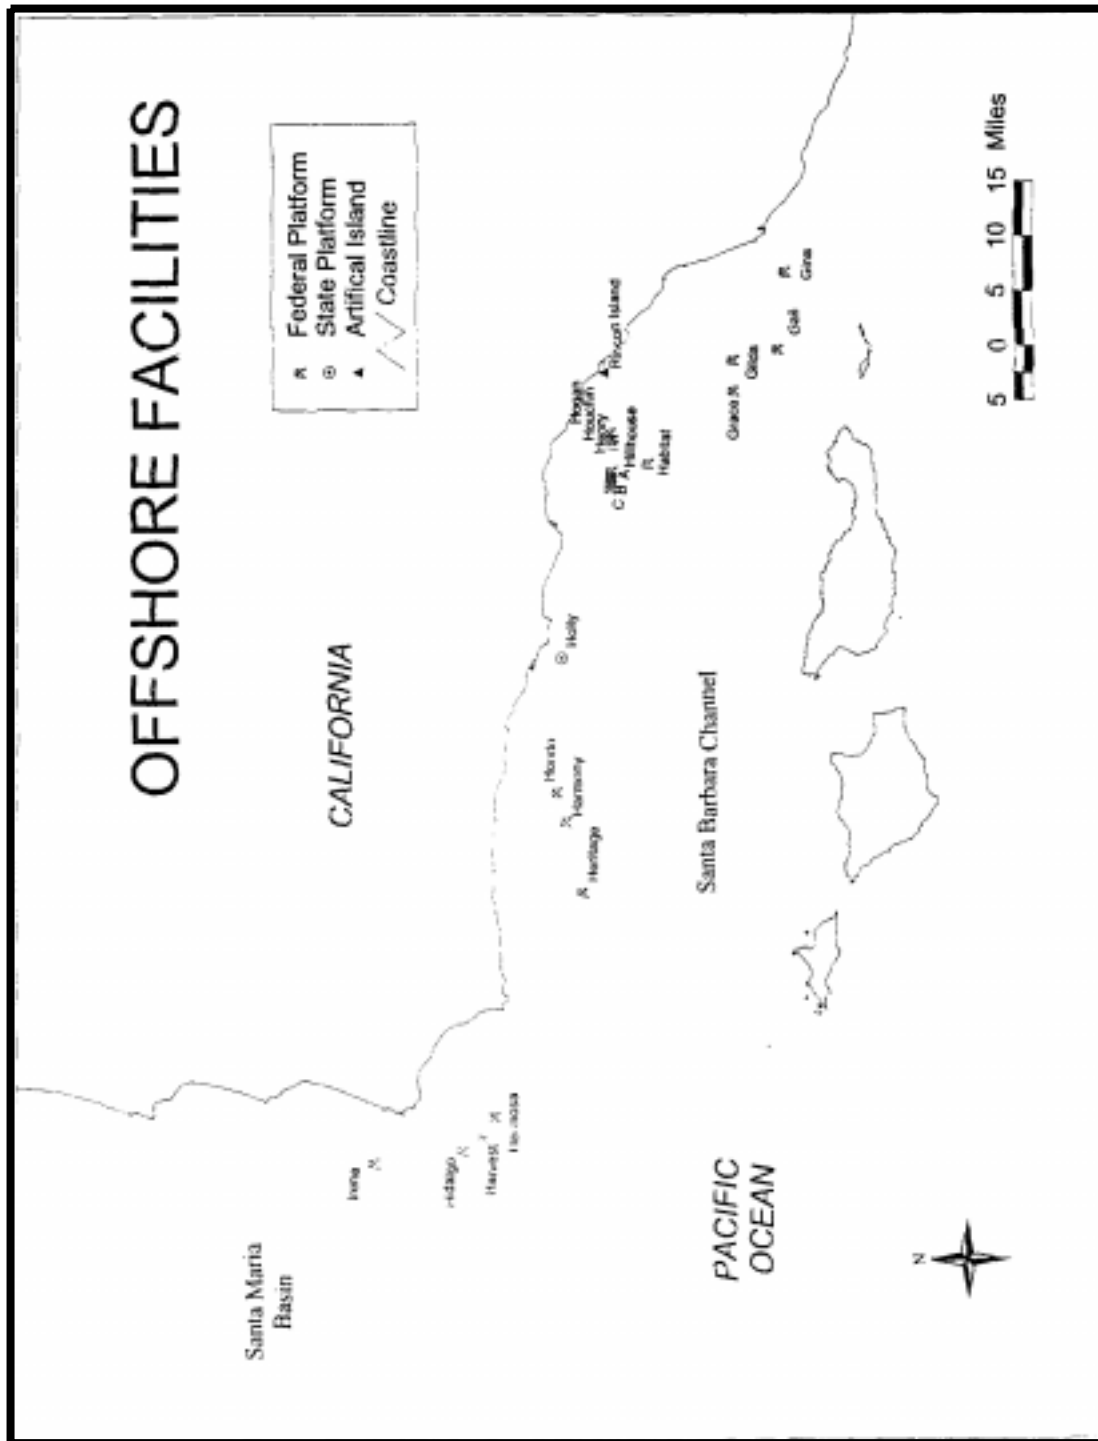 OFFSHORE FACILITIES
Federal Platform
State Platform
Artifical Island
Coastline
CALIFORNIA
Santa Maria
Basin
Irene
Hidalgo
Harvest
Hondo
Harmony
Heritage
Holly
Hogan
Houchin
Henry
Hillhouse
A
B
C
Habitat
Rincon Island
Grace
Gilda
Gail
Gina
Santa Barbara Channel
PACIFIC
OCEAN
N
5 0 5 10 15 Miles